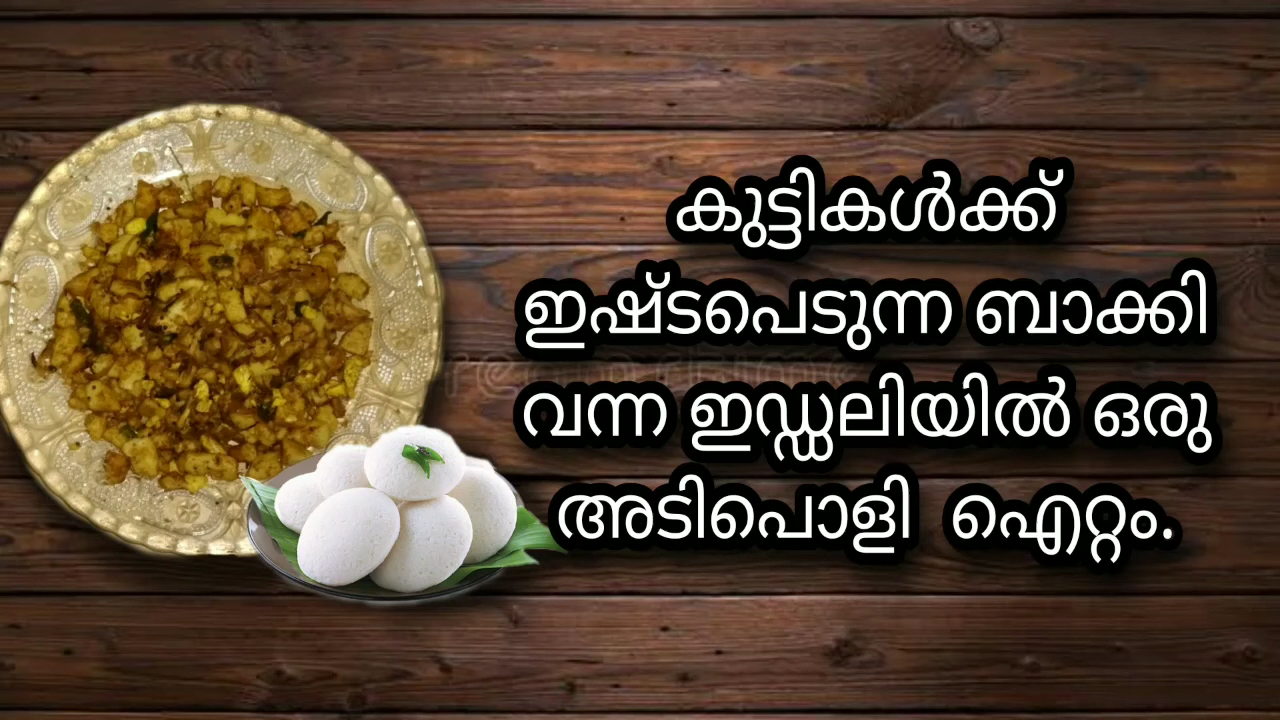 കുട്ടികൾക്ക്
ഇഷ്ടപെടുന്ന ബാക്കി
വന്ന ഇഡ്ഡലിയിൽ ഒരു
അടിപൊളി ഐറ്റം.